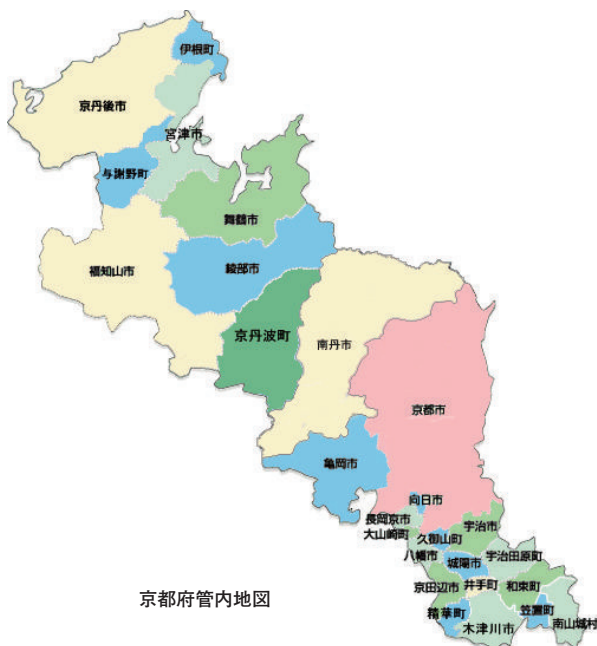 伊根町
京丹後市
宮津市
与謝野町
舞鶴市
綾部市
福知山市
京丹波町
南丹市
京都市
亀岡市
向日市
長岡京市
大山崎町
宇治市
久御山町
八幡市
城陽市
宇治田原町
京田辺市
井手町
和束町
精華町
笠置町
南山城村
木津川市
京都府管内地図